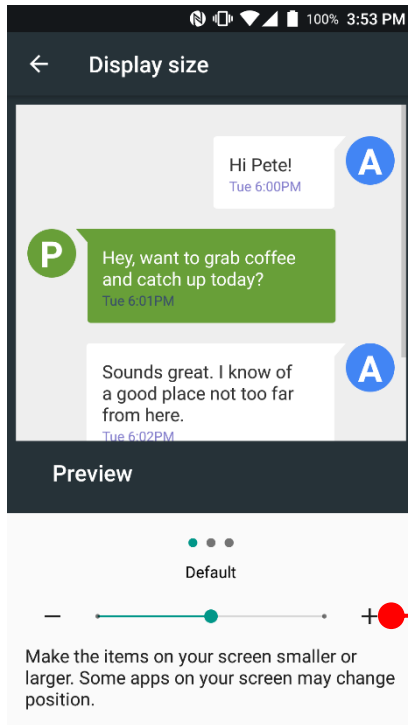 100% 3:53 PM
Display size
Hi Pete!
Tue 6:00PM
A
P
Hey, want to grab coffee
and catch up today?
Tue 6:01PM
Sounds great. I know of
a good place not too far
from here.
Tue 6:02PM
A
Preview
Default
Make the items on your screen smaller or
larger. Some apps on your screen may change
position.